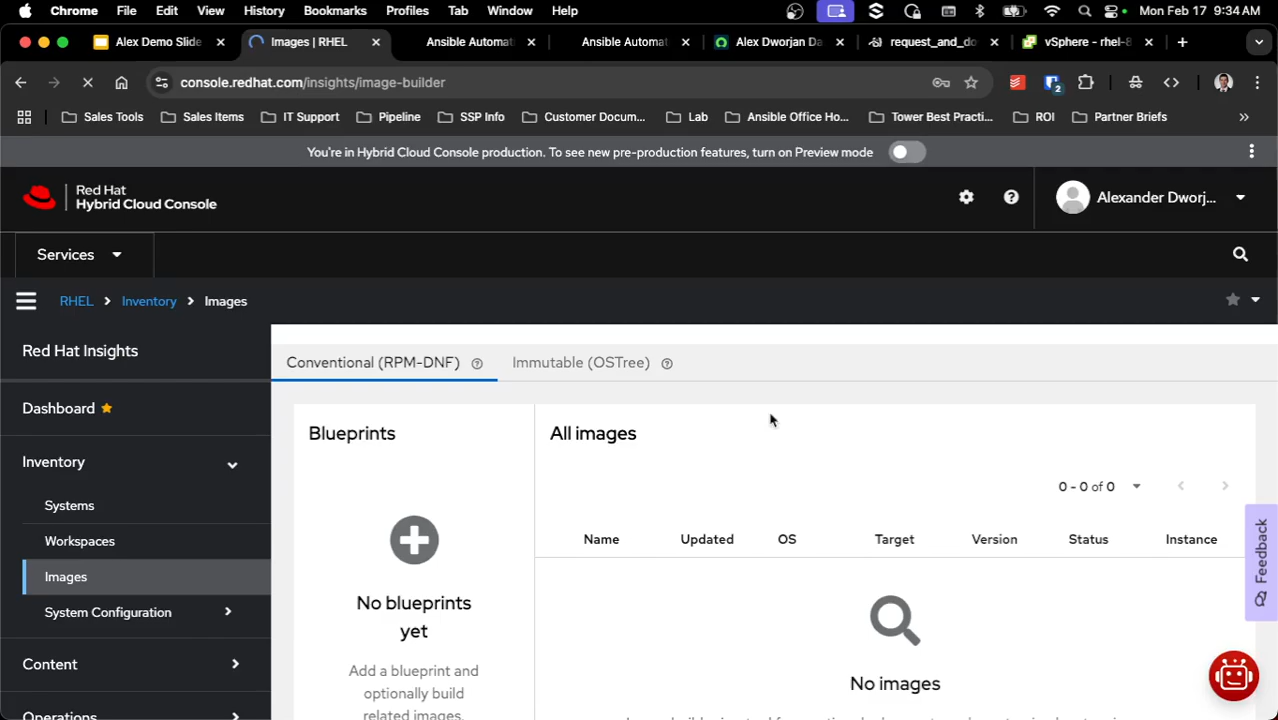 Chrome File Edit View History Bookmarks Profiles Tab Window Help Mon Feb 17 9:34 AM
Alex Demo Slide Images | RHEL Ansible Automat Ansible Automat Alex Dworjan Da request_and_do vSphere - rhel-8
console.redhat.com/insights/image-builder 2
Sales Tools Sales Items IT Support Pipeline SSP Info Customer Docum... Lab Ansible Office Ho... Tower Best Practi... ROI Partner Briefs »
You're in Hybrid Cloud Console production. To see new pre-production features, turn on Preview mode
Red Hat
Hybrid Cloud Console
Alexander Dworj...
Services
RHEL Inventory Images
Red Hat Insights
Conventional (RPM-DNF) Immutable (OSTree)
Dashboard
Blueprints
All images
Inventory
0 - 0 of 0
Systems
Name Updated OS Target Version Status Instance
Workspaces
Feedback
Images
No blueprints
yet
System Configuration
Add a blueprint and
optionally build
related images.
Content
No images
Operations